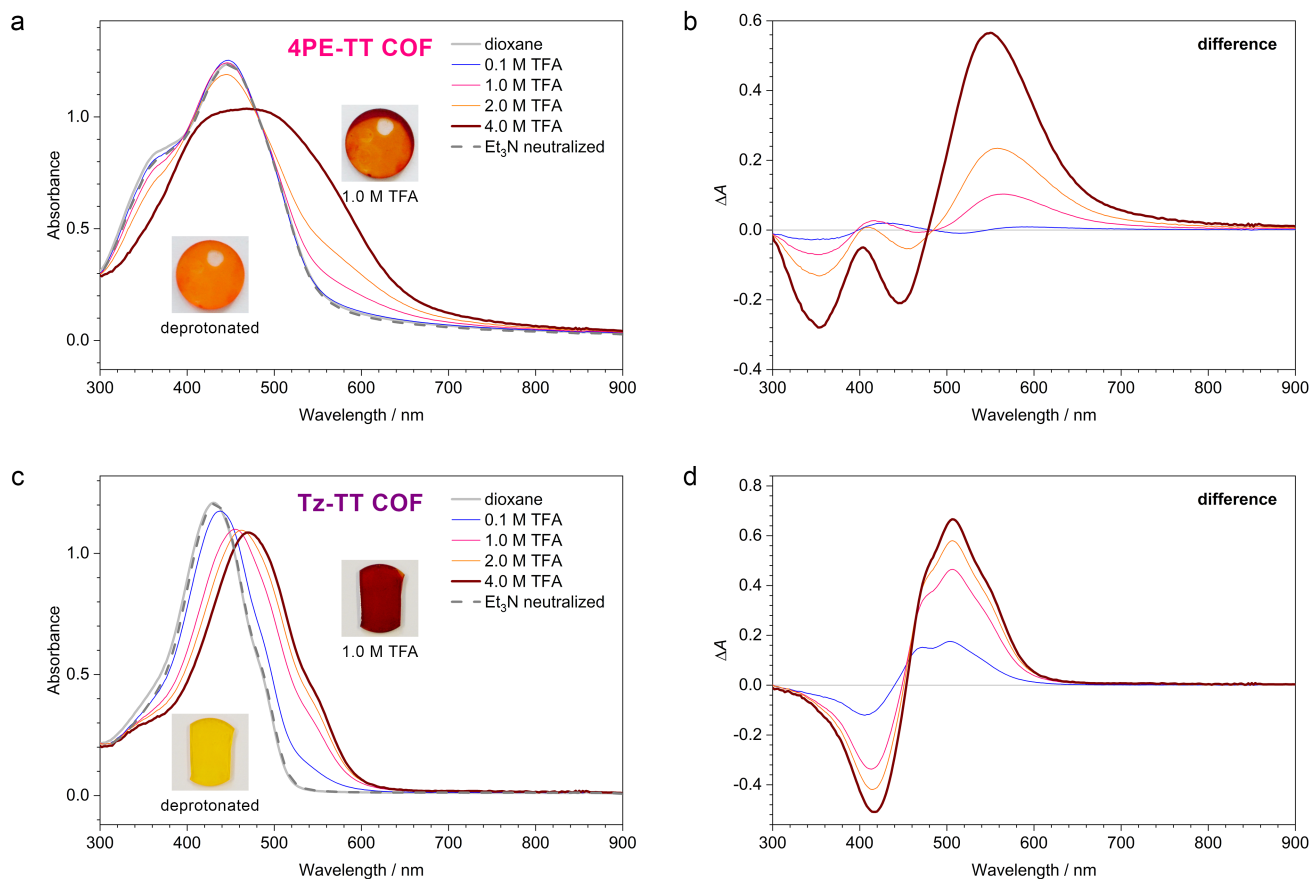 a
4PE-TT COF
dioxane
0.1 M TFA
1.0 M TFA
2.0 M TFA
4.0 M TFA
Et₃N neutralized
1.0 M TFA
deprotonated
Absorbance
1.0
0.5
0.0
300 400 500 600 700 800 900
Wavelength / nm
b
difference
ΔA
0.6
0.4
0.2
0.0
-0.2
-0.4
300 400 500 600 700 800 900
Wavelength / nm
c
Tz-TT COF
dioxane
0.1 M TFA
1.0 M TFA
2.0 M TFA
4.0 M TFA
Et₃N neutralized
1.0 M TFA
deprotonated
Absorbance
1.0
0.5
0.0
300 400 500 600 700 800 900
Wavelength / nm
d
difference
ΔA
0.8
0.6
0.4
0.2
0.0
-0.2
-0.4
300 400 500 600 700 800 900
Wavelength / nm